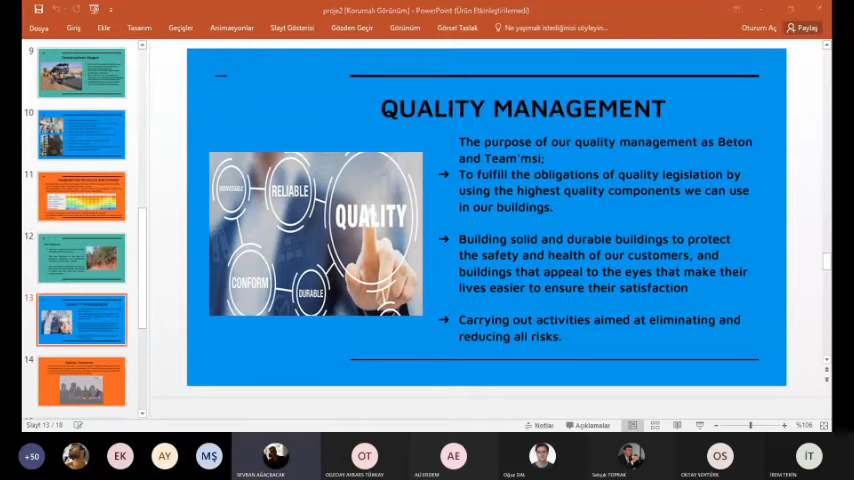 proje2 [Korumalı Görünüm] - PowerPoint (Ürün Etkinleştirilemedi)
Dosya Giriş Ekle Tasarım Geçişler Animasyonlar Slayt Gösterisi Gözden Geçir Görünüm Görsel Taslak Ne yapmak istediğinizi söyleyin... Oturum Aç Paylaş
9
10
11
12
13
QUALITY MANAGEMENT
14
QUALITY MANAGEMENT
The purpose of our quality management as Beton
and Team'msi;
→ To fulfill the obligations of quality legislation by
using the highest quality components we can use
in our buildings.
→ Building solid and durable buildings to protect
the safety and health of our customers, and
buildings that appeal to the eyes that make their
lives easier to ensure their satisfaction
→ Carrying out activities aimed at eliminating and
reducing all risks.
RELIABLE
QUALITY
CONFORM
DURABLE
Slayt 13 / 18 Notlar Açıklamalar %106
+50 EK AY MŞ OT AE OS İT
OGEDAY AYBARS TÜRKAY ALİ ERDEM Oğuz DAL Selçuk TOPRAK OKTAY SOYTÜRK İREM TEKİN